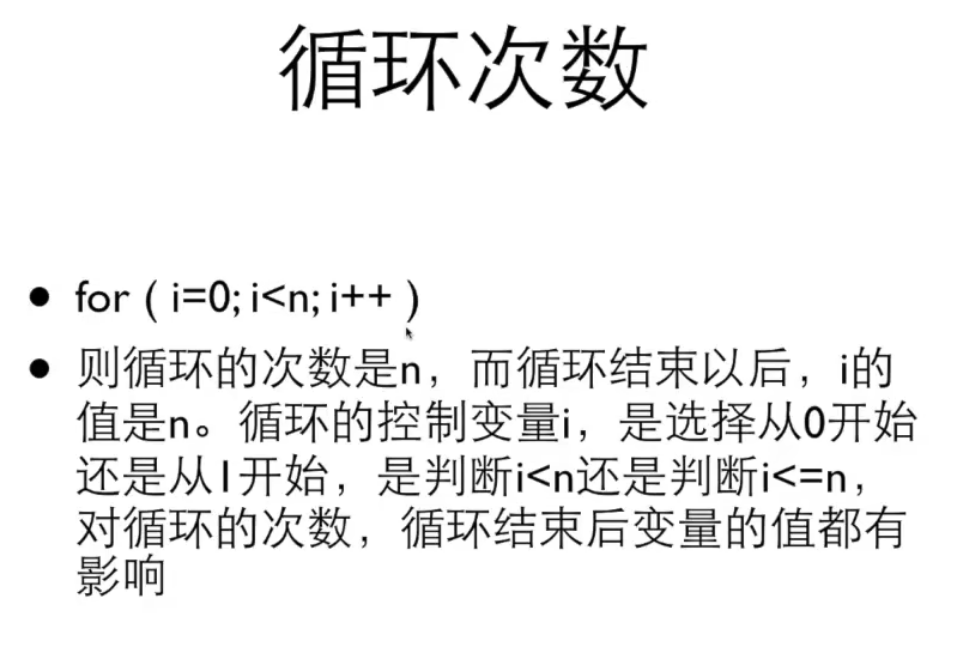 循环次数
for ( i=0; i<n; i++ )
则循环的次数是n，而循环结束以后，i的
值是n。循环的控制变量i，是选择从0开始
还是从1开始，是判断i<n还是判断i<=n，
对循环的次数，循环结束后变量的值都有
影响